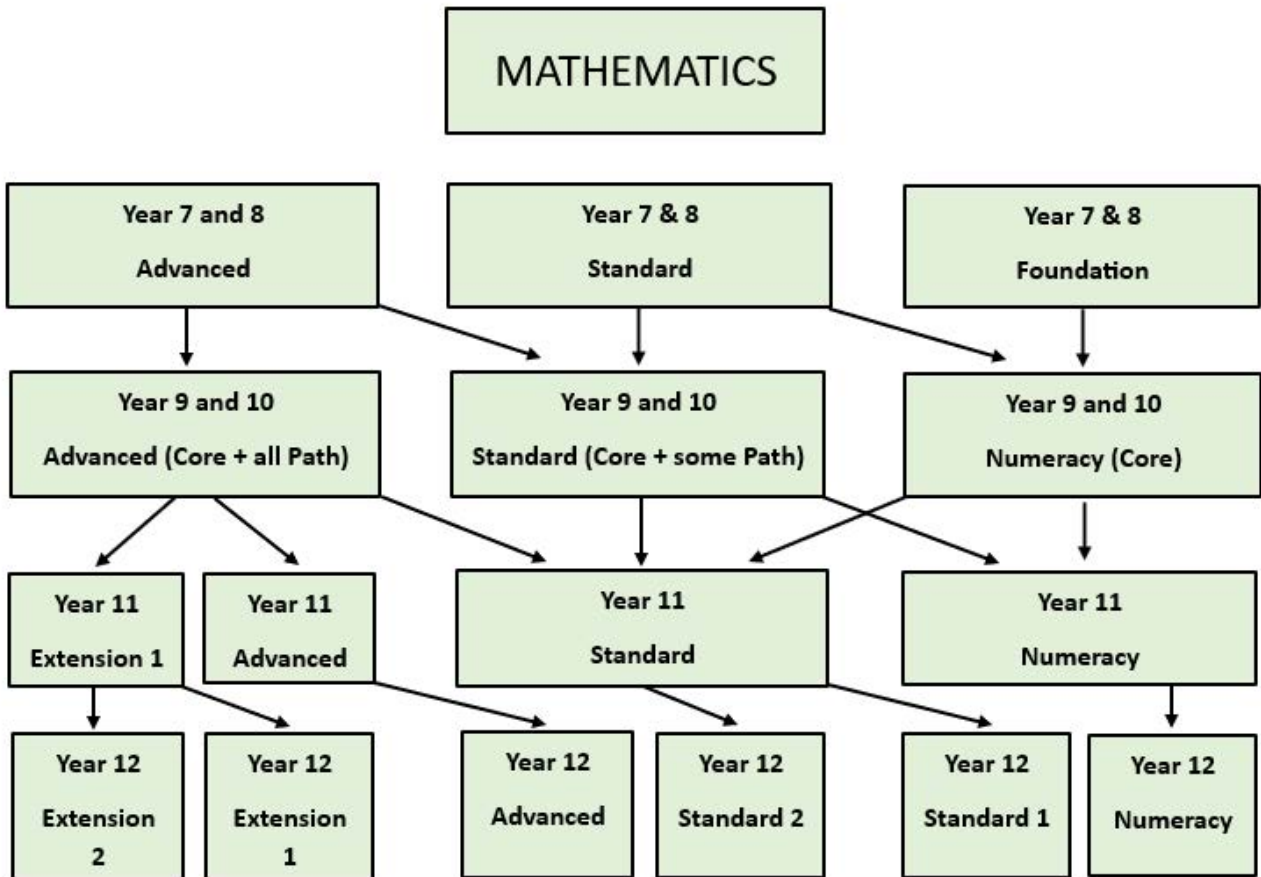 MATHEMATICS
Year 7 and 8
Advanced
Year 7 & 8
Standard
Year 7 & 8
Foundation
Year 9 and 10
Advanced (Core + all Path)
Year 9 and 10
Standard (Core + some Path)
Year 9 and 10
Numeracy (Core)
Year 11
Extension 1
Year 11
Advanced
Year 11
Standard
Year 11
Numeracy
Year 12
Extension
2
Year 12
Extension
1
Year 12
Advanced
Year 12
Standard 2
Year 12
Standard 1
Year 12
Numeracy